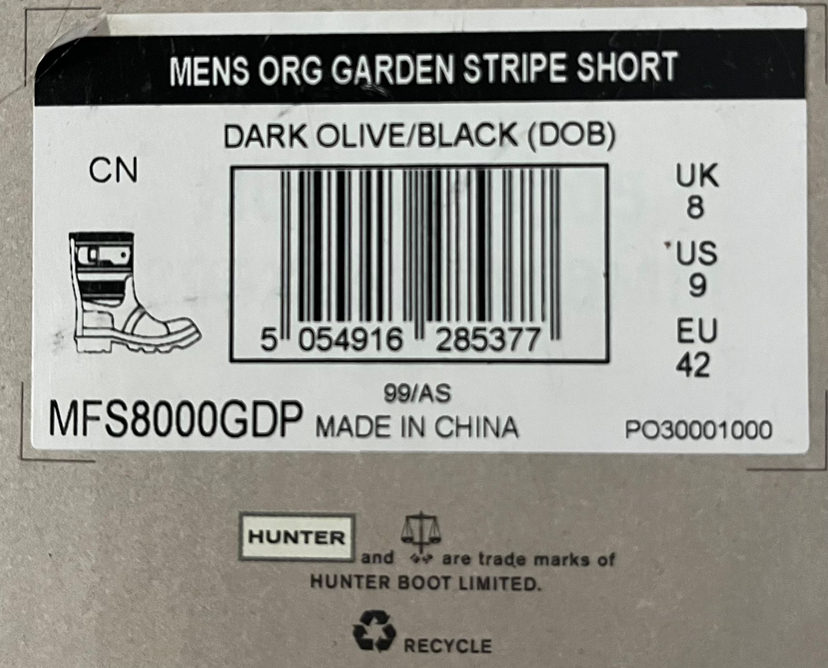 MENS ORG GARDEN STRIPE SHORT
DARK OLIVE/BLACK (DOB)
CN
UK
8
US
9
EU
42
5 054916 285377
99/AS
MFS8000GDP MADE IN CHINA PO30001000
HUNTER and are trade marks of
HUNTER BOOT LIMITED.
RECYCLE